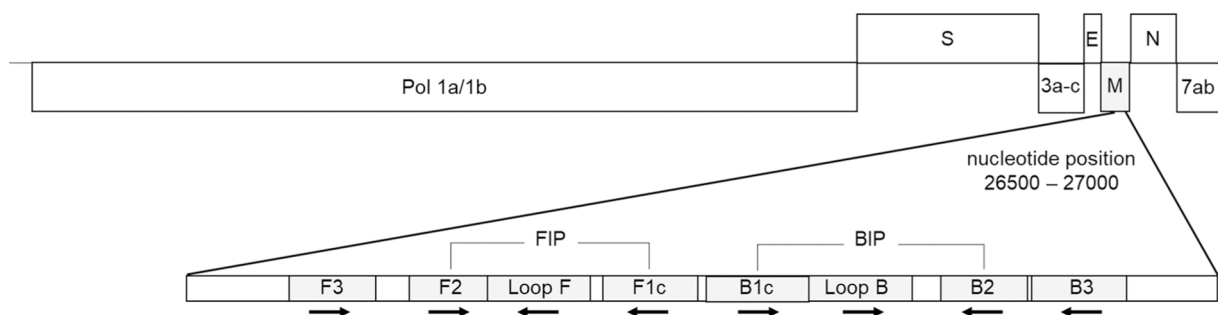 S
E
N
Pol 1a/1b
3a-c
M
7ab
nucleotide position
26500 – 27000
FIP
BIP
F3
F2
Loop F
F1c
B1c
Loop B
B2
B3